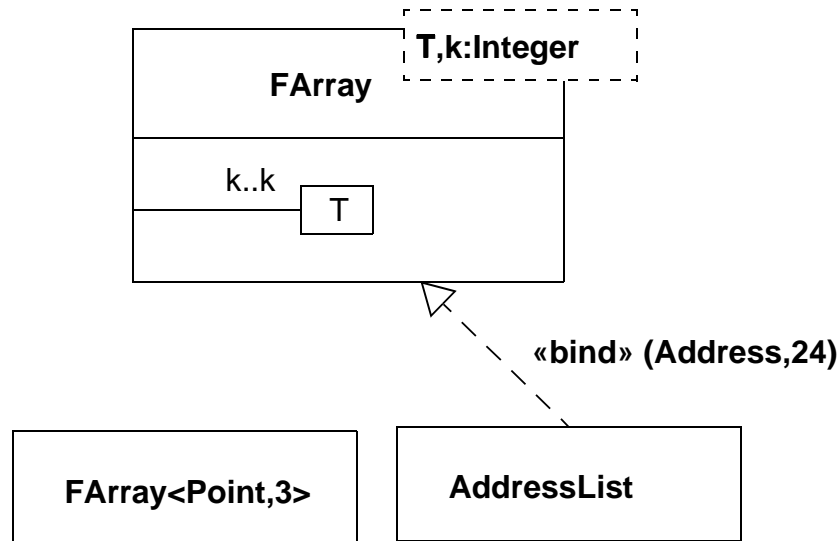 T,k:Integer
FArray
k..k
T
«bind» (Address,24)
FArray<Point,3>
AddressList